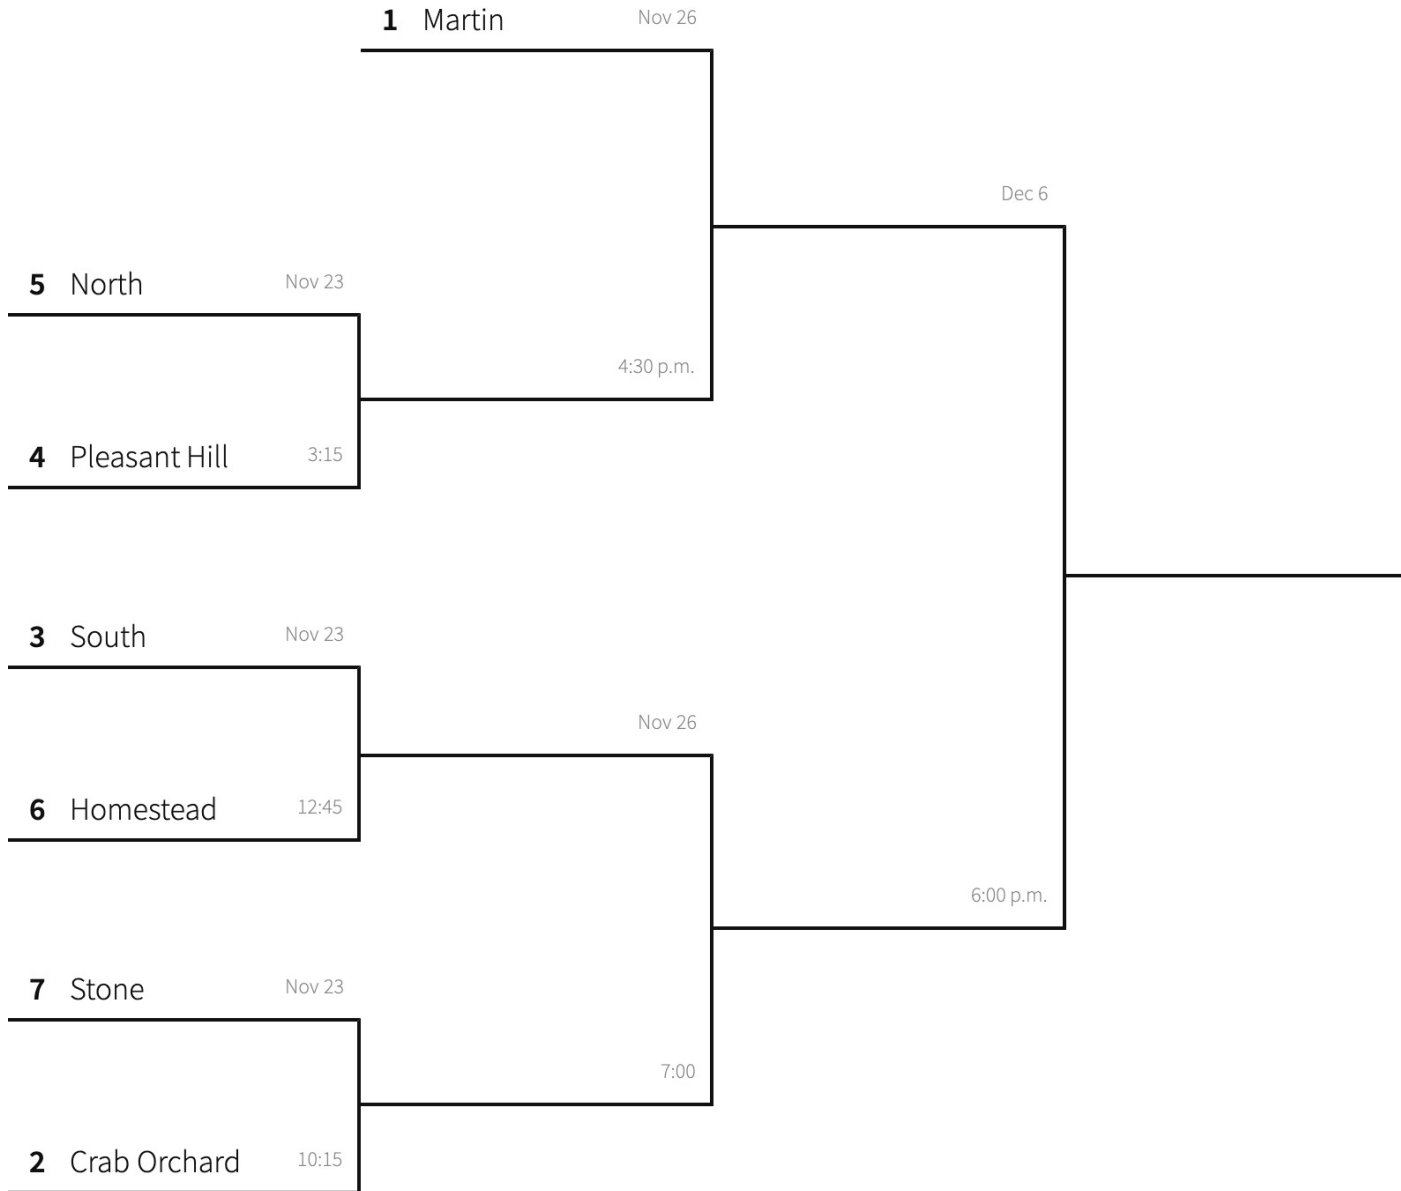 1 Martin Nov 26
Dec 6
5 North Nov 23
4:30 p.m.
4 Pleasant Hill 3:15
3 South Nov 23
Nov 26
6 Homestead 12:45
6:00 p.m.
7 Stone Nov 23
7:00
2 Crab Orchard 10:15